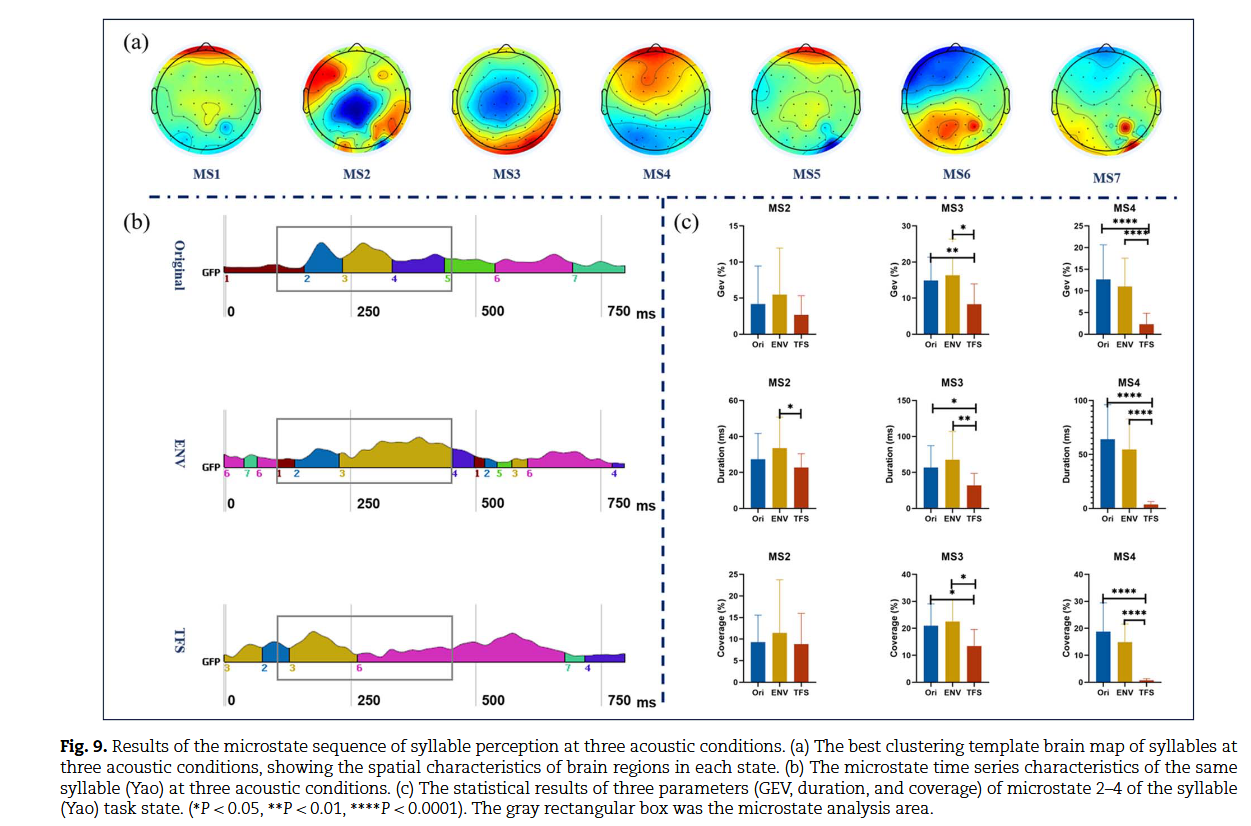 (a)
MS1 MS2 MS3 MS4 MS5 MS6 MS7
(b)
Original
GFP
1 2 3 4 5 6 7
0 250 500 750 ms
ENV
GFP
6 7 6 1 2 3 4 1 2 5 3 6 4
0 250 500 750 ms
TFS
GFP
3 2 3 6 7 4
0 250 500 750 ms
(c)
MS2
Gev (%)
15
10
5
0
Ori ENV TFS
MS3
Gev (%)
30
20
10
0
*
**
Ori ENV TFS
MS4
Gev (%)
25
20
15
10
5
0
****
****
Ori ENV TFS
MS2
Duration (ms)
60
40
20
0
*
Ori ENV TFS
MS3
Duration (ms)
150
100
50
0
*
**
Ori ENV TFS
MS4
Duration (ms)
100
50
0
****
****
Ori ENV TFS
MS2
Coverage (%)
25
20
15
10
5
0
Ori ENV TFS
MS3
Coverage (%)
40
30
20
10
0
*
*
Ori ENV TFS
MS4
Coverage (%)
40
30
20
10
0
****
****
Ori ENV TFS
Fig. 9. Results of the microstate sequence of syllable perception at three acoustic conditions. (a) The best clustering template brain map of syllables at
three acoustic conditions, showing the spatial characteristics of brain regions in each state. (b) The microstate time series characteristics of the same
syllable (Yao) at three acoustic conditions. (c) The statistical results of three parameters (GEV, duration, and coverage) of microstate 2–4 of the syllable
(Yao) task state. (*P < 0.05, **P < 0.01, ****P < 0.0001). The gray rectangular box was the microstate analysis area.